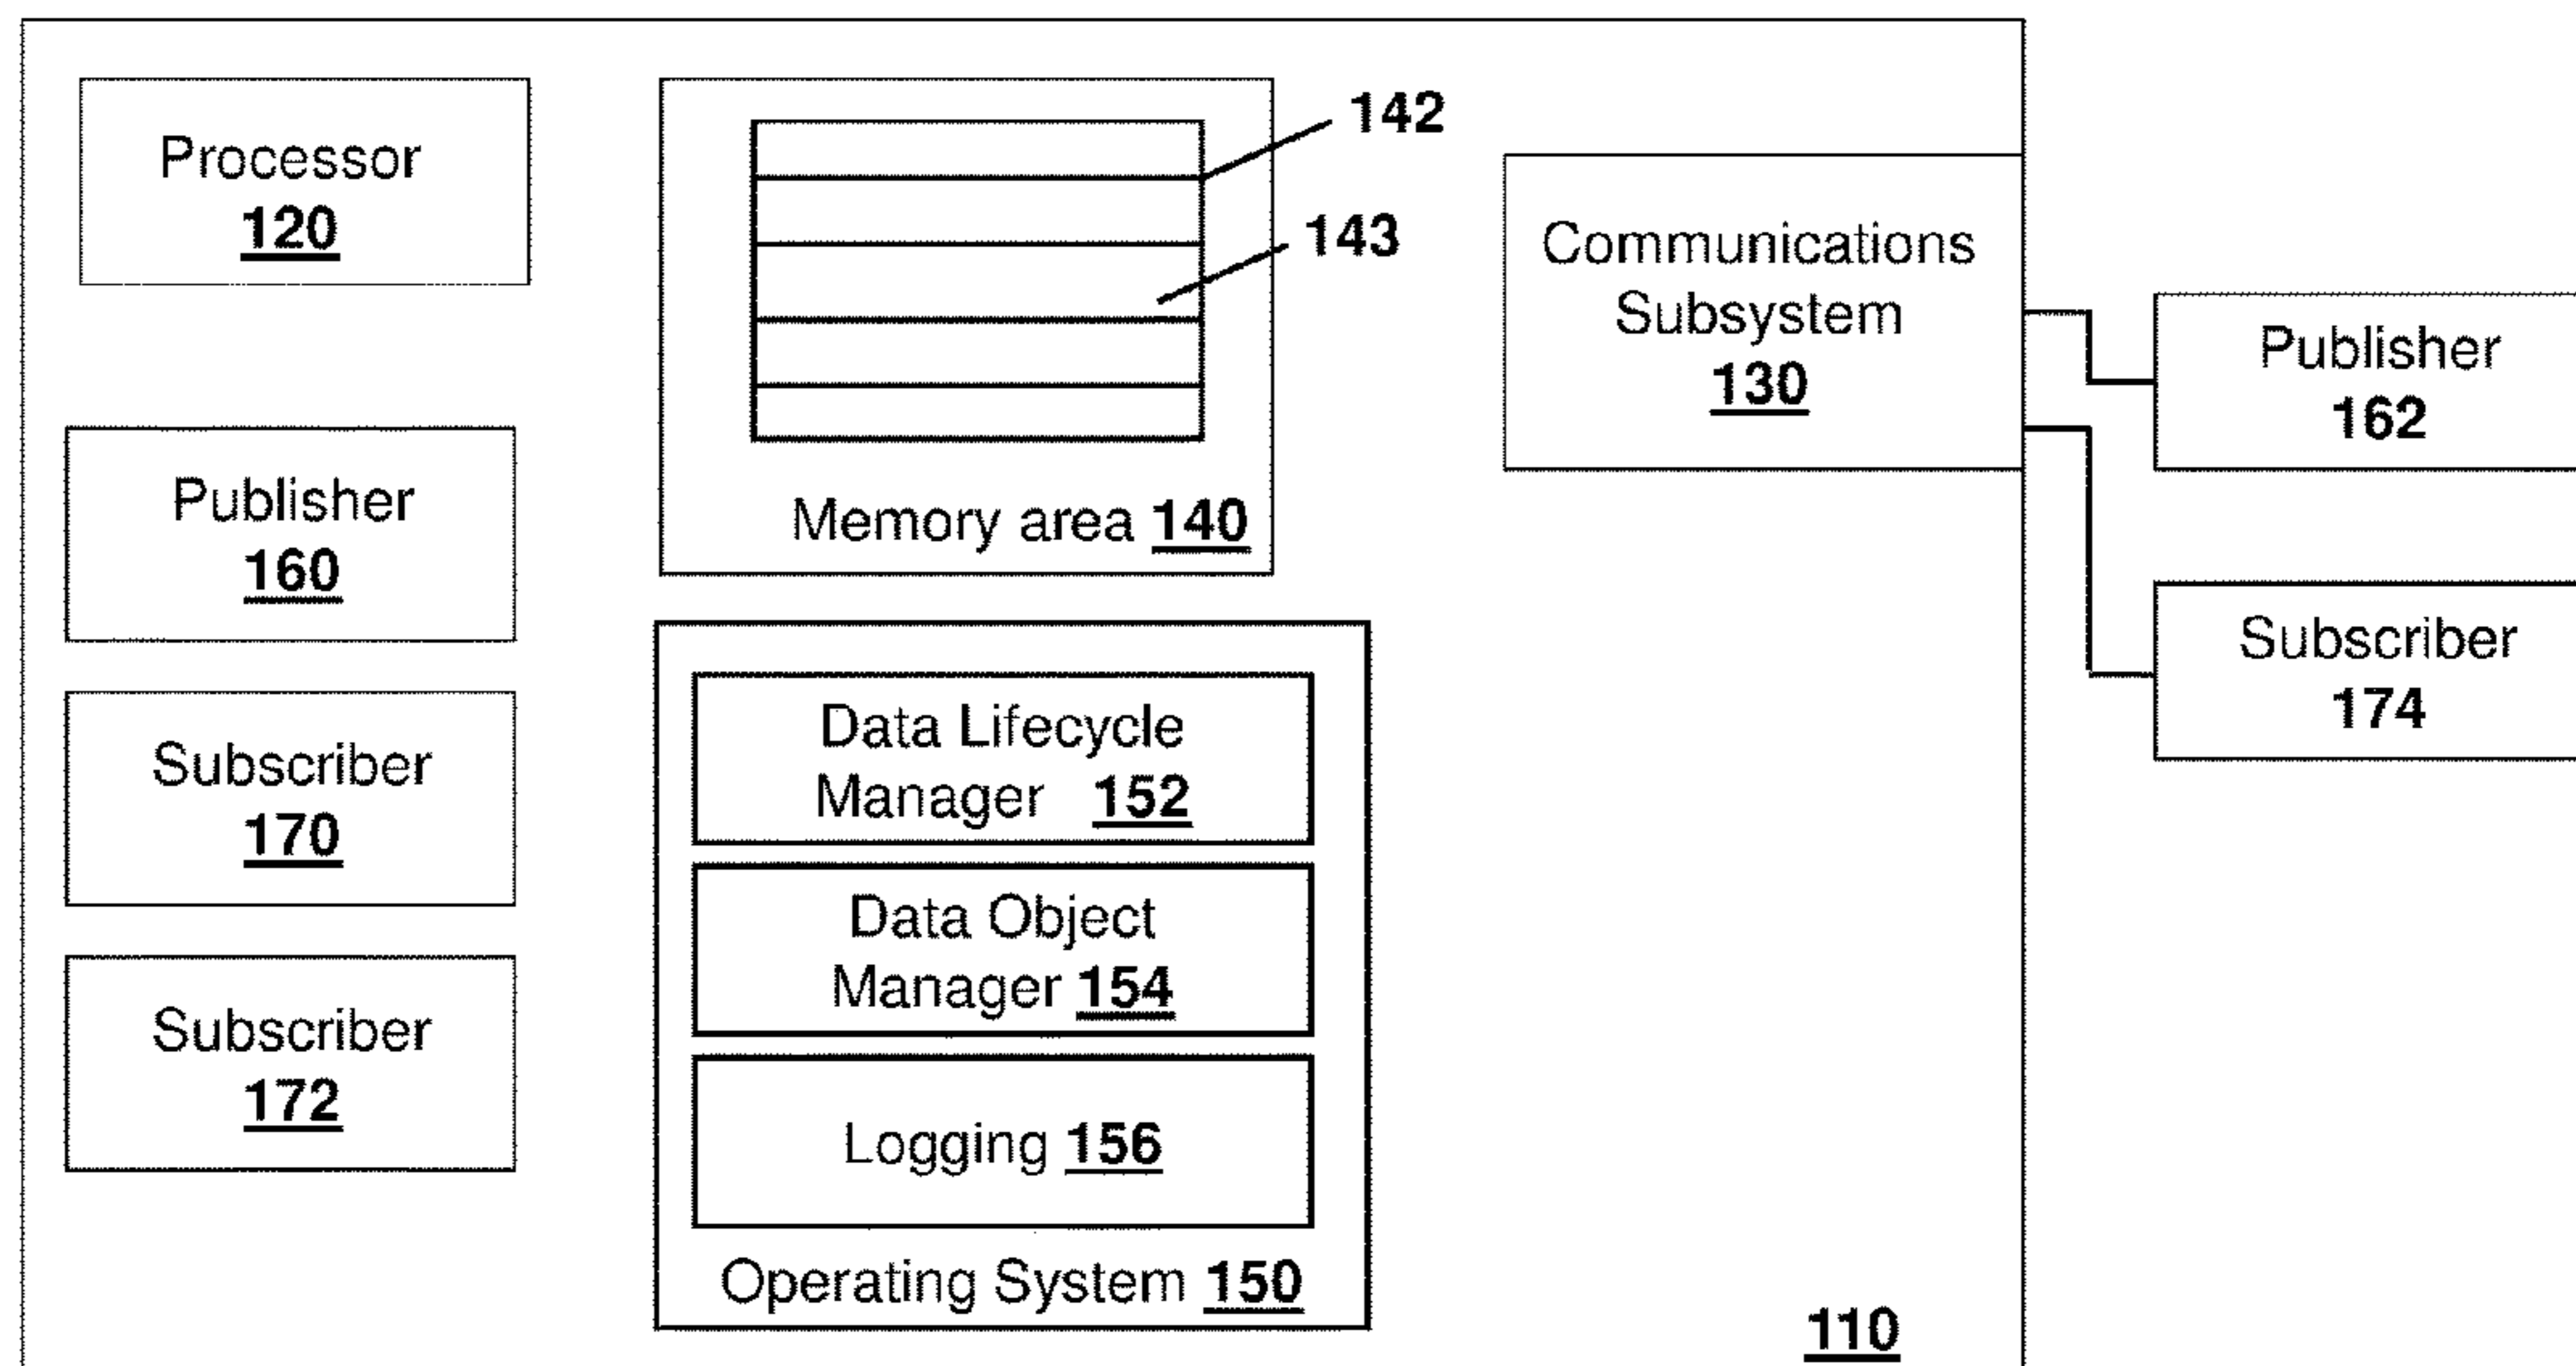 Processor
120
Publisher
160
Subscriber
170
Subscriber
172
142
143
Memory area 140
Data Lifecycle
Manager 152
Data Object
Manager 154
Logging 156
Operating System 150
Communications
Subsystem
130
110
Publisher
162
Subscriber
174